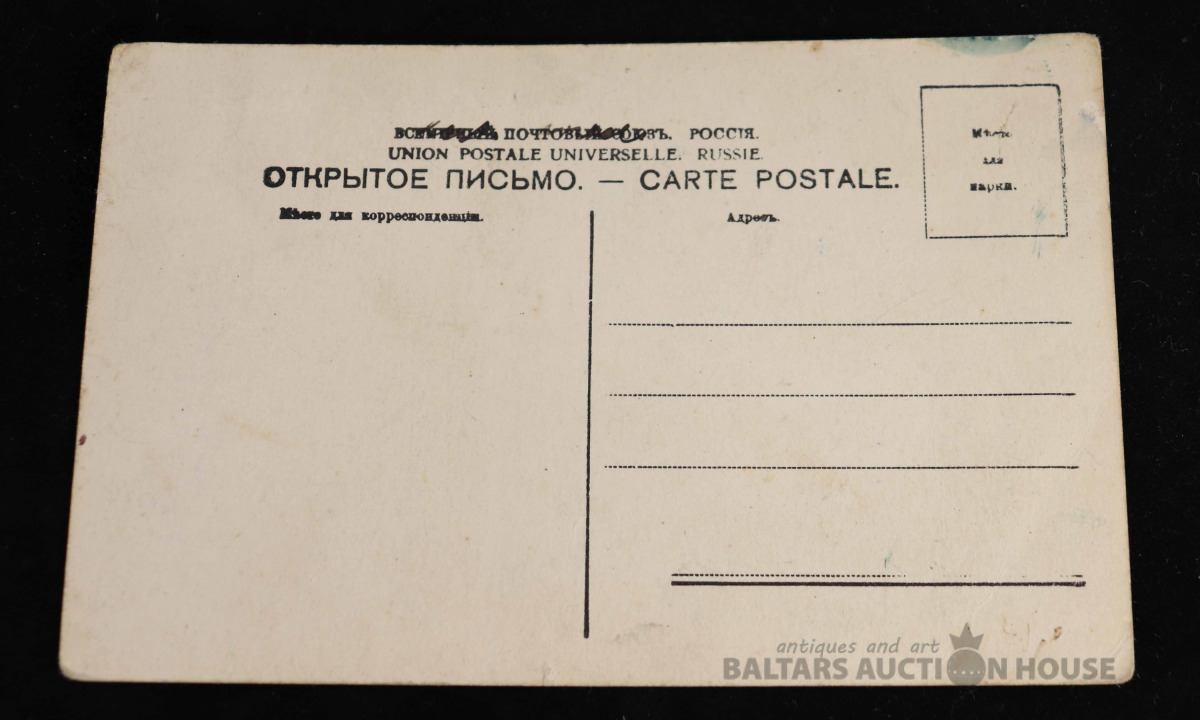 ВСЕМІРНЫЙ ПОЧТОВЫЙ СОЮЗЪ. РОССІЯ.
UNION POSTALE UNIVERSELLE. RUSSIE.
ОТКРЫТОЕ ПИСЬМО. — CARTE POSTALE.
Мѣсто для корреспонденціи.
Адресъ.
Мѣсто
для
марки.
antiques and art
BALTARS AUCTION HOUSE